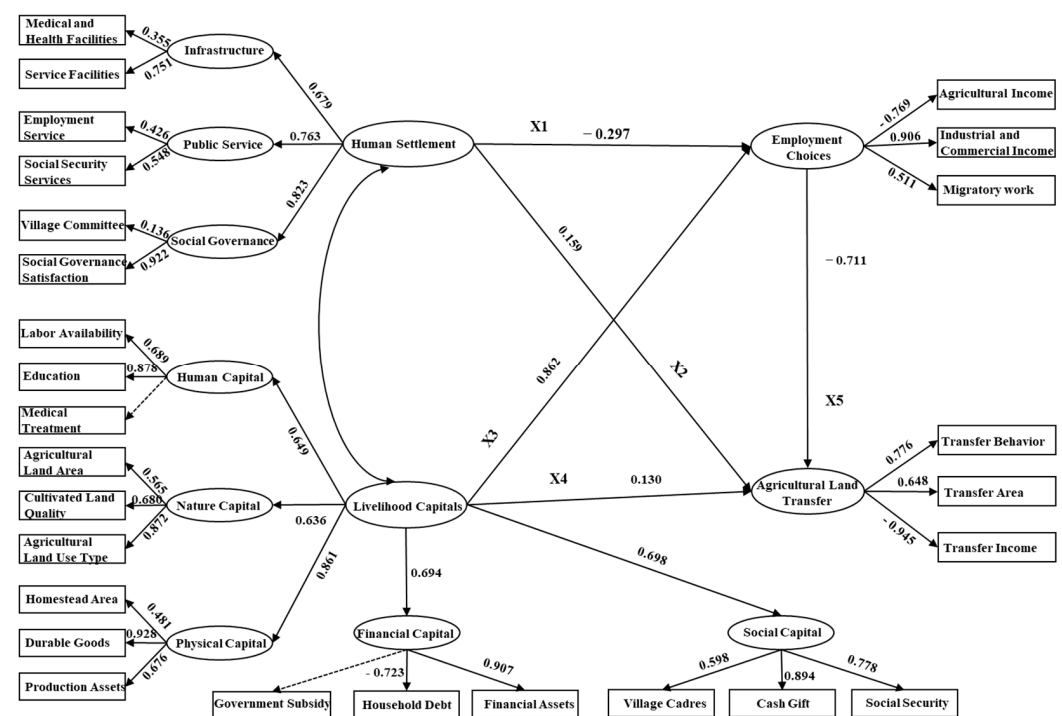 Medical and
Health Facilities
0.355
Infrastructure
Service Facilities
0.751
0.679
Employment
Service
0.426
Public Service
0.763
Social Security
Services
0.548
0.823
Village Committee
0.136
Social Governance
Social Governance
Satisfaction
0.922
Human Settlement
X1
− 0.297
Employment
Choices
Agricultural Income
- 0.769
Industrial and
Commercial Income
0.906
Migratory work
0.511
0.159
X2
− 0.711
X5
0.862
X3
Labor Availability
0.689
Education
0.878
Human Capital
Medical
Treatment
0.649
Agricultural
Land Area
0.565
Cultivated Land
Quality
0.680
Nature Capital
0.636
Agricultural
Land Use Type
0.872
Livelihood Capitals
X4
0.130
Agricultural Land
Transfer
Transfer Behavior
0.776
Transfer Area
0.648
Transfer Income
- 0.945
0.861
0.694
0.698
Homestead Area
0.481
Durable Goods
0.928
Physical Capital
Production Assets
0.676
Financial Capital
Social Capital
- 0.723
0.907
0.598
0.894
0.778
Government Subsidy
Household Debt
Financial Assets
Village Cadres
Cash Gift
Social Security